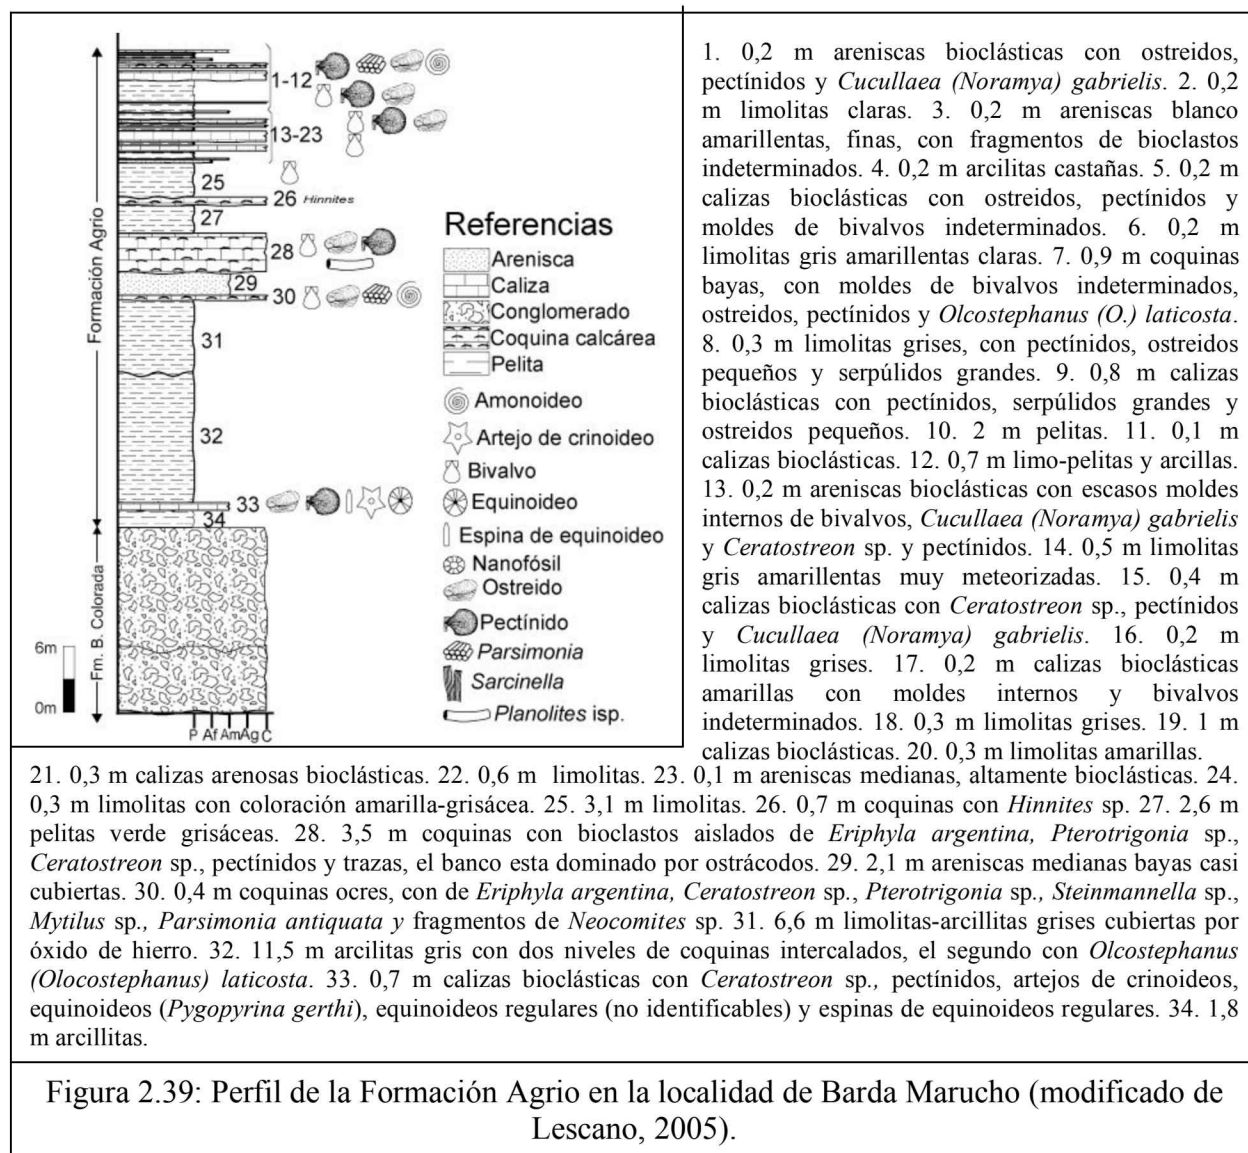 Formación Agrio
Fm. B. Colorada
6m
0m
1-12
13-23
25
26 Hinnites
27
28
29
30
31
32
33
34
P Af Am Ag C
Referencias
Arenisca
Caliza
Conglomerado
Coquina calcárea
Pelita
Amonoideo
Artejo de crinoideo
Bivalvo
Equinoideo
Espina de equinoideo
Nanofósil
Ostreido
Pectínido
Parsimonia
Sarcinella
Planolites isp.
1. 0,2 m areniscas bioclásticas con ostreidos,
pectínidos y Cucullaea (Noramya) gabrielis. 2. 0,2
m limolitas claras. 3. 0,2 m areniscas blanco
amarillentas, finas, con fragmentos de bioclastos
indeterminados. 4. 0,2 m arcilitas castañas. 5. 0,2 m
calizas bioclásticas con ostreidos, pectínidos y
moldes de bivalvos indeterminados. 6. 0,2 m
limolitas gris amarillentas claras. 7. 0,9 m coquinas
bayas, con moldes de bivalvos indeterminados,
ostreidos, pectínidos y Olcostephanus (O.) laticosta.
8. 0,3 m limolitas grises, con pectínidos, ostreidos
pequeños y serpúlidos grandes. 9. 0,8 m calizas
bioclásticas con pectínidos, serpúlidos grandes y
ostreidos pequeños. 10. 2 m pelitas. 11. 0,1 m
calizas bioclásticas. 12. 0,7 m limo-pelitas y arcillas.
13. 0,2 m areniscas bioclásticas con escasos moldes
internos de bivalvos, Cucullaea (Noramya) gabrielis
y Ceratostreon sp. y pectínidos. 14. 0,5 m limolitas
gris amarillentas muy meteorizadas. 15. 0,4 m
calizas bioclásticas con Ceratostreon sp., pectínidos
y Cucullaea (Noramya) gabrielis. 16. 0,2 m
limolitas grises. 17. 0,2 m calizas bioclásticas
amarillas con moldes internos y bivalvos
indeterminados. 18. 0,3 m limolitas grises. 19. 1 m
calizas bioclásticas. 20. 0,3 m limolitas amarillas.
21. 0,3 m calizas arenosas bioclásticas. 22. 0,6 m limolitas. 23. 0,1 m areniscas medianas, altamente bioclásticas. 24.
0,3 m limolitas con coloración amarilla-grisácea. 25. 3,1 m limolitas. 26. 0,7 m coquinas con Hinnites sp. 27. 2,6 m
pelitas verde grisáceas. 28. 3,5 m coquinas con bioclastos aislados de Eriphyla argentina, Pterotrigonia sp.,
Ceratostreon sp., pectínidos y trazas, el banco esta dominado por ostrácodos. 29. 2,1 m areniscas medianas bayas casi
cubiertas. 30. 0,4 m coquinas ocres, con de Eriphyla argentina, Ceratostreon sp., Pterotrigonia sp., Steinmannella sp.,
Mytilus sp., Parsimonia antiquata y fragmentos de Neocomites sp. 31. 6,6 m limolitas-arcillitas grises cubiertas por
óxido de hierro. 32. 11,5 m arcilitas gris con dos niveles de coquinas intercalados, el segundo con Olcostephanus
(Olocostephanus) laticosta. 33. 0,7 m calizas bioclásticas con Ceratostreon sp., pectínidos, artejos de crinoideos,
equinoideos (Pygopyrina gerthi), equinoideos regulares (no identificables) y espinas de equinoideos regulares. 34. 1,8
m arcillitas.
Figura 2.39: Perfil de la Formación Agrio en la localidad de Barda Marucho (modificado de
Lescano, 2005).